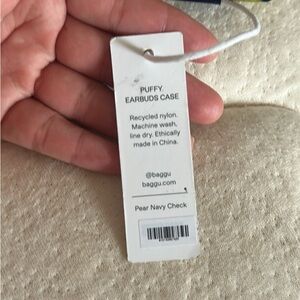 PUFFY
EARBUDS CASE
Recycled nylon.
Machine wash,
line dry. Ethically
made in China.
@baggu
baggu.com
Pear Navy Check